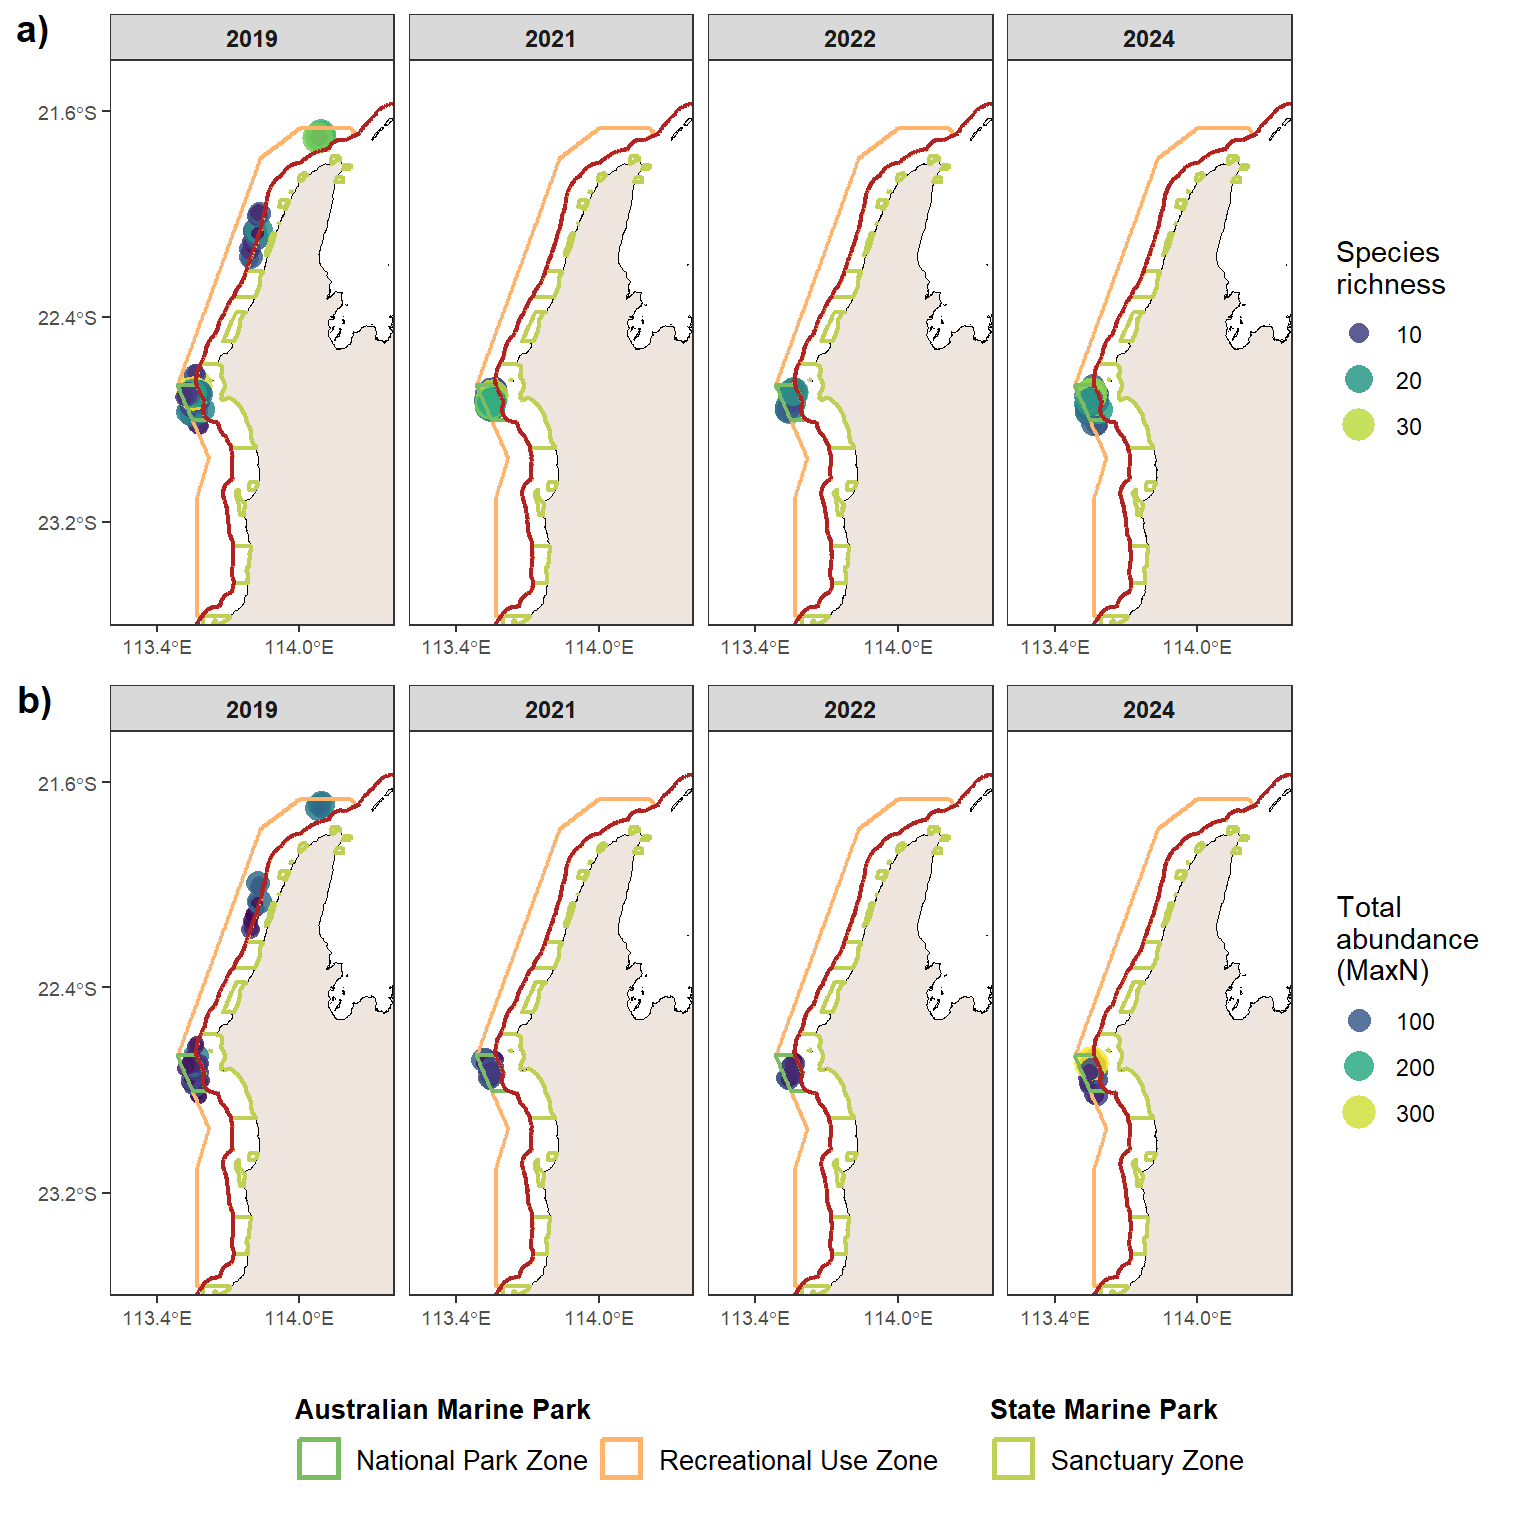 a)
2019
2021
2022
2024
21.6°S
22.4°S
23.2°S
113.4°E
114.0°E
113.4°E
114.0°E
113.4°E
114.0°E
113.4°E
114.0°E
Species
richness
10
20
30
b)
2019
2021
2022
2024
21.6°S
22.4°S
23.2°S
113.4°E
114.0°E
113.4°E
114.0°E
113.4°E
114.0°E
113.4°E
114.0°E
Total
abundance
(MaxN)
100
200
300
Australian Marine Park
National Park Zone
Recreational Use Zone
State Marine Park
Sanctuary Zone